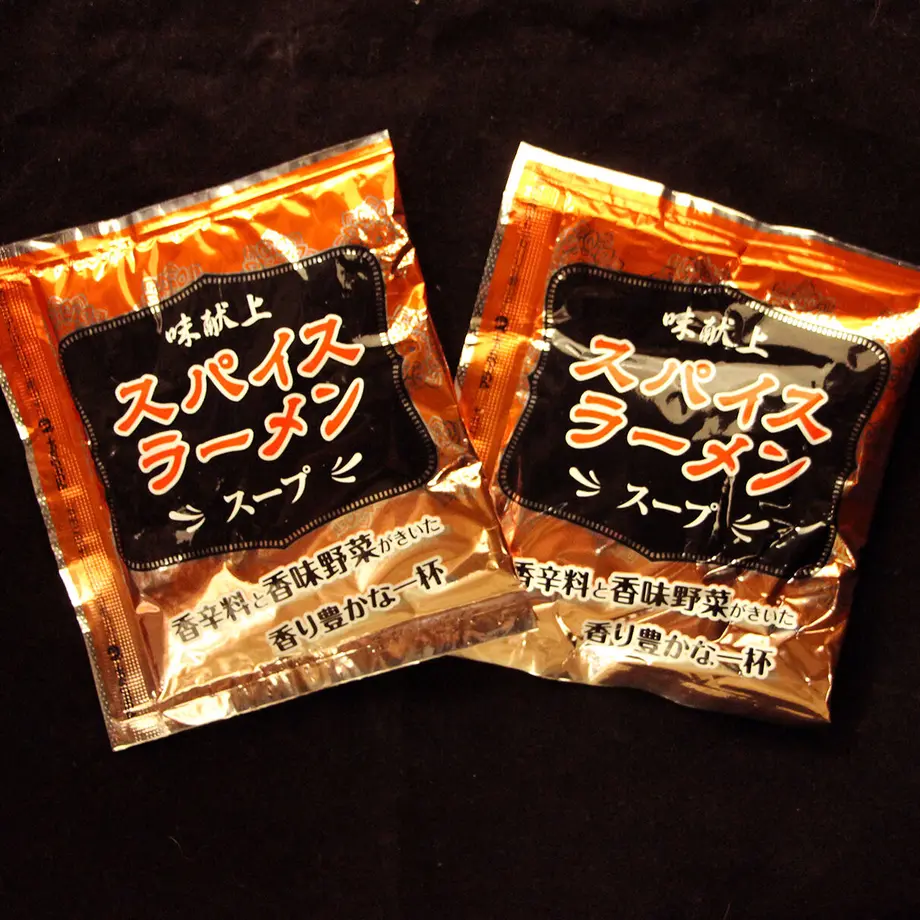 味献上
スパイス
ラーメン
スープ
香辛料と香味野菜がきいた
香り豊かな一杯
味献上
スパイス
ラーメン
スープ
香辛料と香味野菜がきいた
香り豊かな一杯